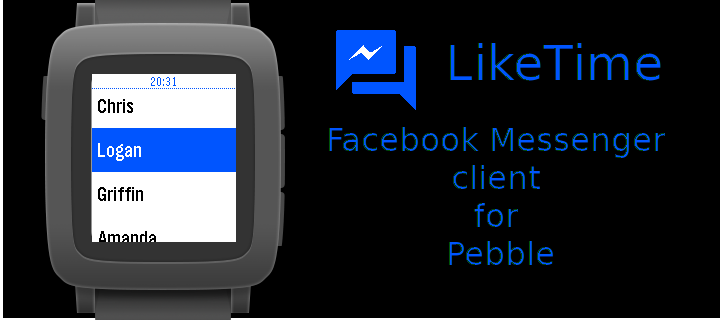 20:31
Chris
Logan
Griffin
Amanda
LikeTime
Facebook Messenger
client
for
Pebble